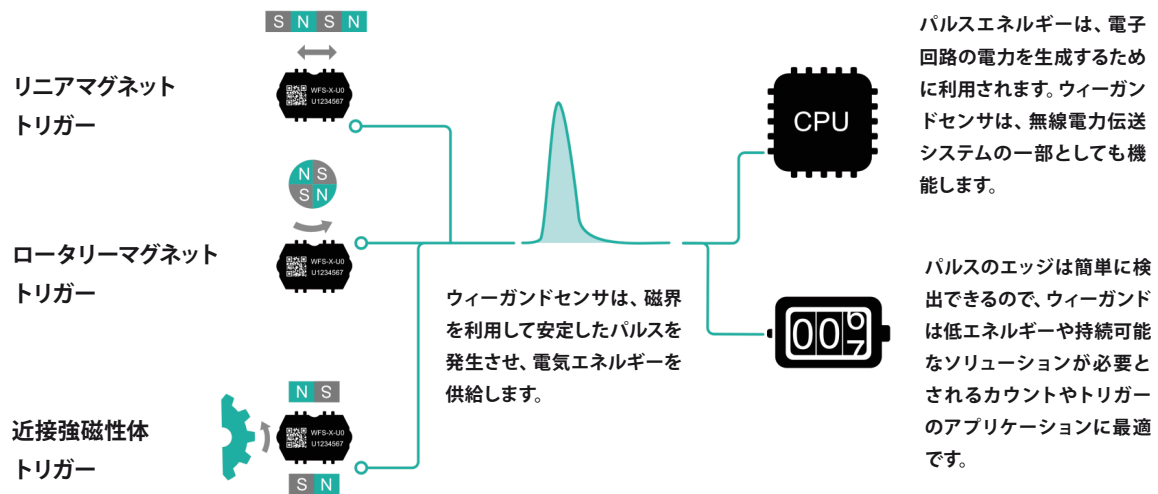 S N S N
リニアマグネット
トリガー
WFS-X-U0
U1234567
N S
S N
ロータリーマグネット
トリガー
WFS-X-U0
U1234567
近接強磁性体
トリガー
N S
WFS-X-U0
U1234567
S N
ウィーガンドセンサは、磁界
を利用して安定したパルスを
発生させ、電気エネルギーを
供給します。
CPU
パルスエネルギーは、電子
回路の電力を生成するため
に利用されます。ウィーガン
ドセンサは、無線電力伝送
システムの一部としても機
能します。
00 6
7
パルスのエッジは簡単に検
出できるので、ウィーガンド
は低エネルギーや持続可能
なソリューションが必要と
されるカウントやトリガー
のアプリケーションに最適
です。